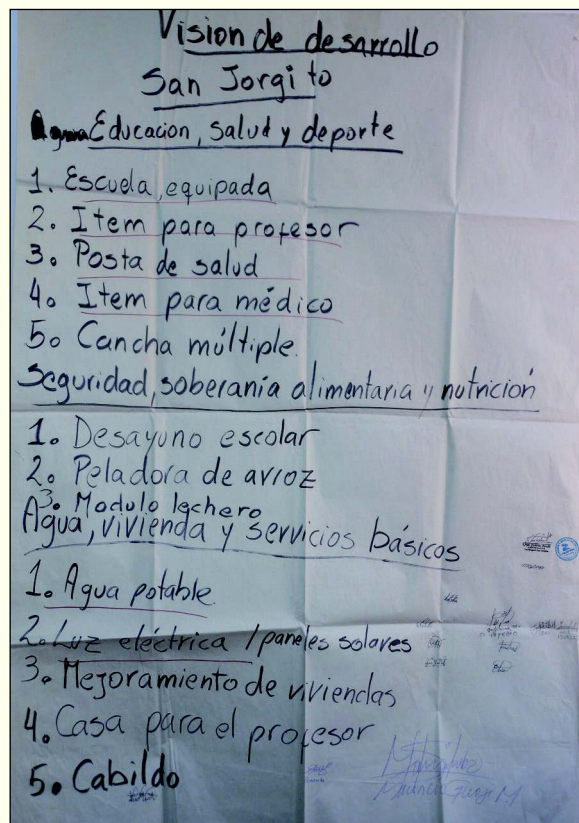 Vision de desarrollo
San Jorgito
Educacion, salud y deporte
1. Escuela, equipada
2. Item para profesor
3. Posta de salud
4. Item para médico
5. Cancha múltiple.
Seguridad, soberanía alimentaria y nutrición
1. Desayuno escolar
2. Peladora de arroz
3. Modulo lechero
Agua, vivienda y servicios básicos
1. Agua potable
2. Luz eléctrica / paneles solares
3. Mejoramiento de viviendas
4. Casa para el profesor
5. Cabildo